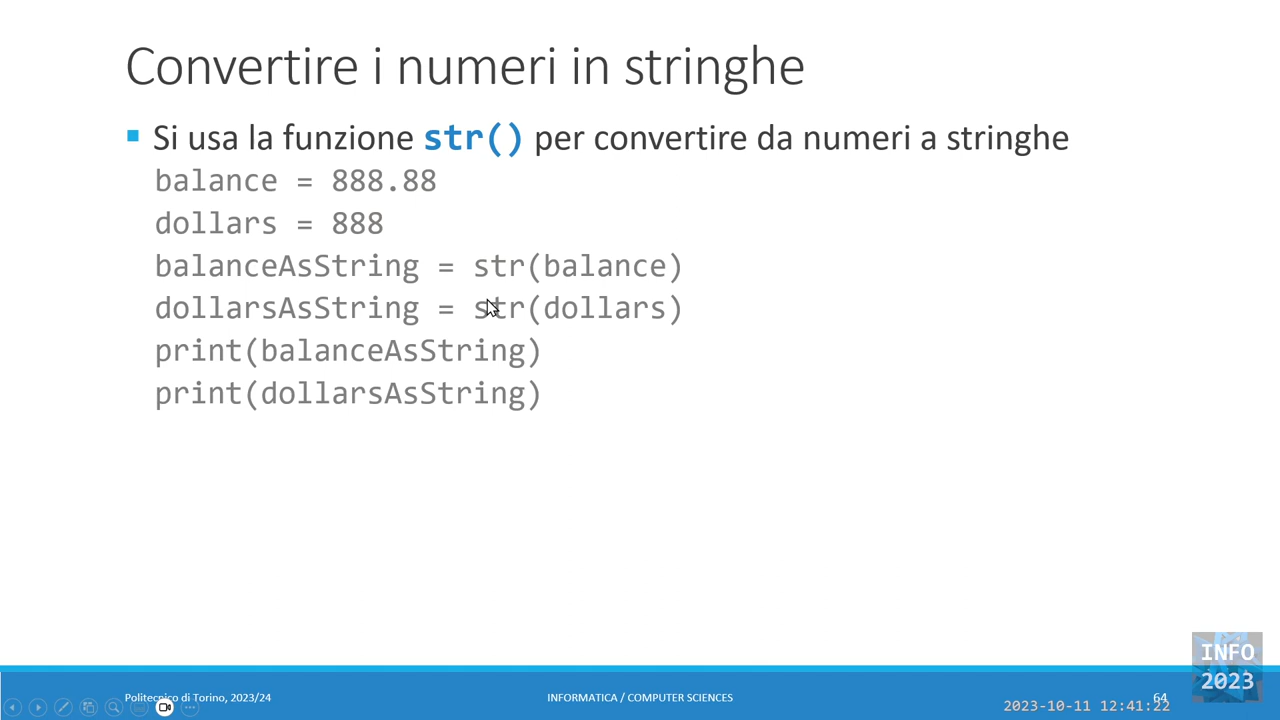 Convertire i numeri in stringhe
Si usa la funzione str() per convertire da numeri a stringhe
balance = 888.88
dollars = 888
balanceAsString = str(balance)
dollarsAsString = str(dollars)
print(balanceAsString)
print(dollarsAsString)
INFO
2023
Politecnico di Torino, 2023/24
INFORMATICA / COMPUTER SCIENCES
64
2023-10-11 12:41:22